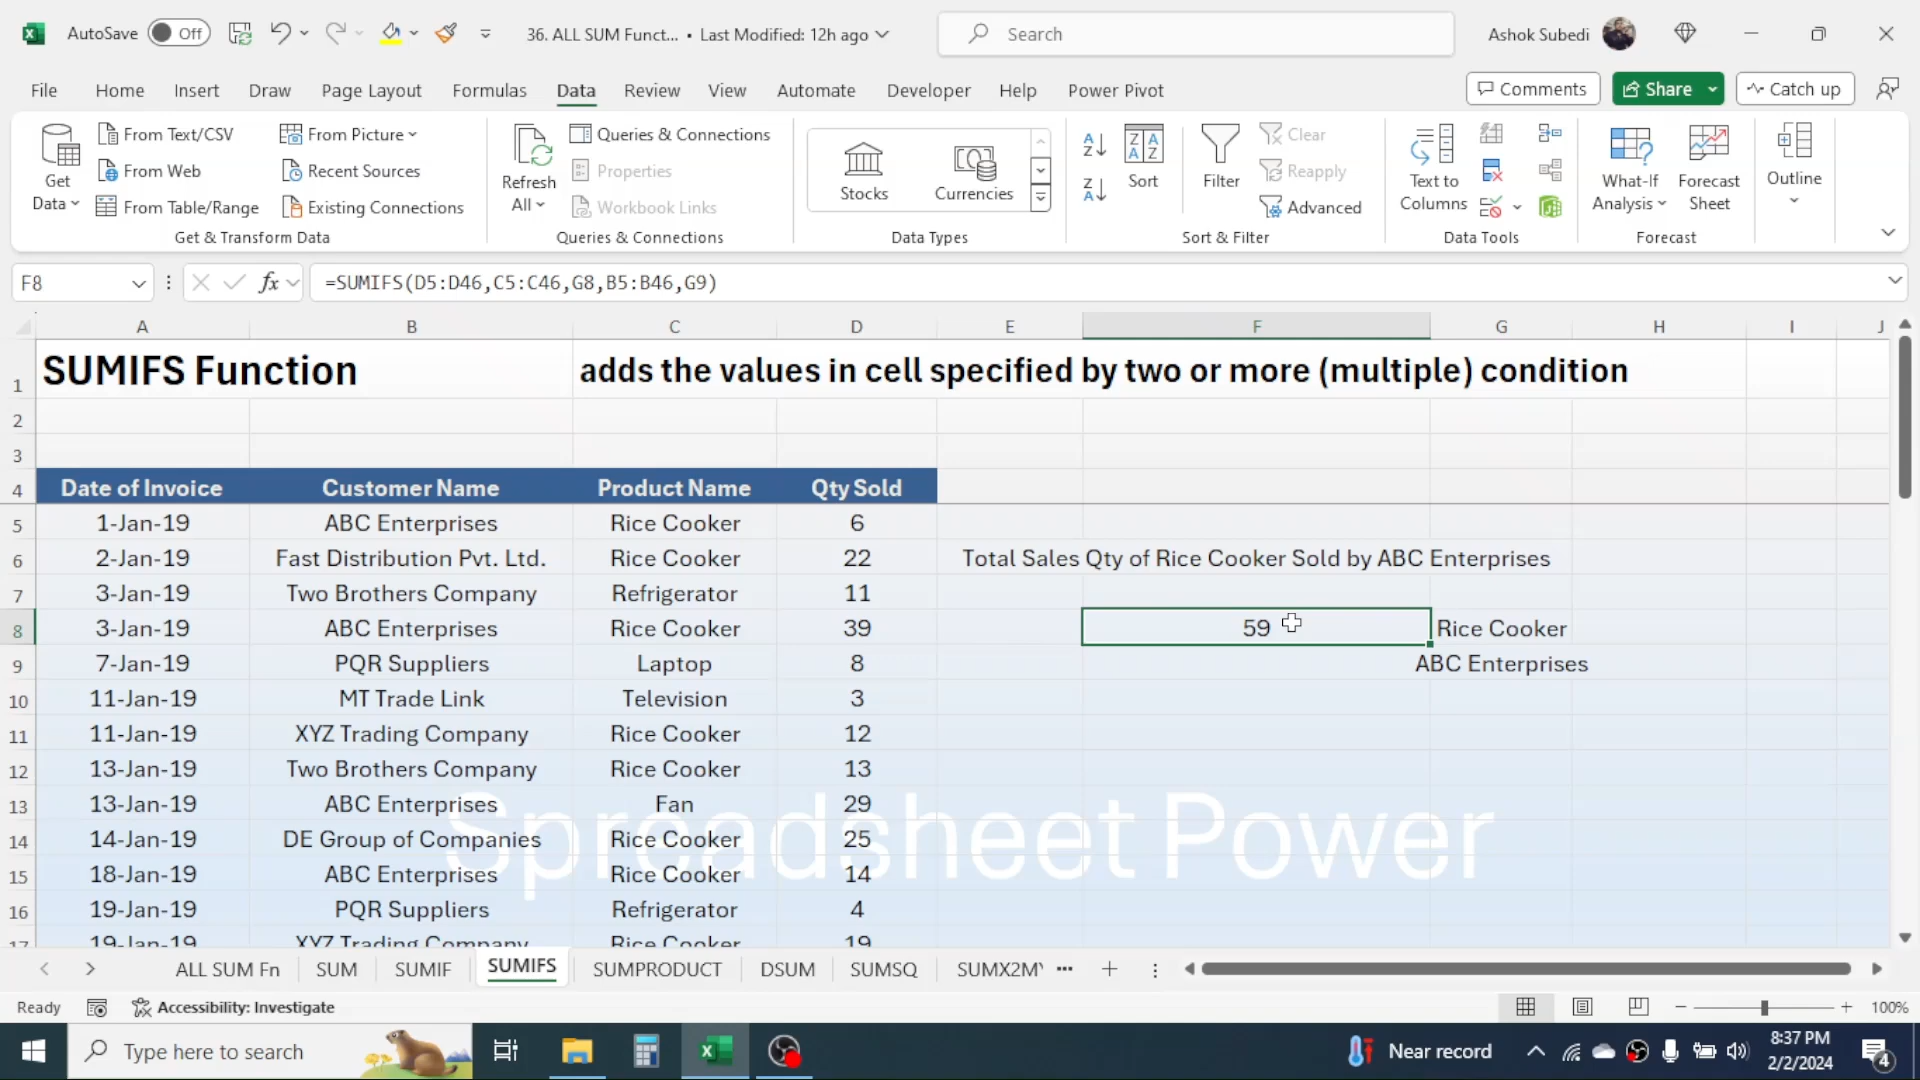 AutoSave Off 36. ALL SUM Funct... • Last Modified: 12h ago Search Ashok Subedi
File Home Insert Draw Page Layout Formulas Data Review View Automate Developer Help Power Pivot Comments Share Catch up
Get Data
From Text/CSV
From Web
From Table/Range
From Picture
Recent Sources
Existing Connections
Get & Transform Data
Refresh All
Queries & Connections
Properties
Workbook Links
Queries & Connections
Stocks Currencies
Data Types
Sort
Filter
Clear
Reapply
Advanced
Sort & Filter
Text to Columns
Data Tools
What-If Analysis
Forecast Sheet
Forecast
Outline
F8 fx =SUMIFS(D5:D46,C5:C46,G8,B5:B46,G9)
A B C D E F G H I J
1 SUMIFS Function adds the values in cell specified by two or more (multiple) condition
2
3
4 Date of Invoice Customer Name Product Name Qty Sold
5 1-Jan-19 ABC Enterprises Rice Cooker 6
6 2-Jan-19 Fast Distribution Pvt. Ltd. Rice Cooker 22 Total Sales Qty of Rice Cooker Sold by ABC Enterprises
7 3-Jan-19 Two Brothers Company Refrigerator 11
8 3-Jan-19 ABC Enterprises Rice Cooker 39 59 Rice Cooker
9 7-Jan-19 PQR Suppliers Laptop 8 ABC Enterprises
10 11-Jan-19 MT Trade Link Television 3
11 11-Jan-19 XYZ Trading Company Rice Cooker 12
12 13-Jan-19 Two Brothers Company Rice Cooker 13
13 13-Jan-19 ABC Enterprises Fan 29
Spreadsheet Power
14 14-Jan-19 DE Group of Companies Rice Cooker 25
15 18-Jan-19 ABC Enterprises Rice Cooker 14
16 19-Jan-19 PQR Suppliers Refrigerator 4
17 19-Jan-19 XYZ Trading Company Rice Cooker 19
ALL SUM Fn SUM SUMIF SUMIFS SUMPRODUCT DSUM SUMSQ SUMX2MY ...
Ready Accessibility: Investigate 100%
Type here to search Near record 8:37 PM
2/2/2024 4